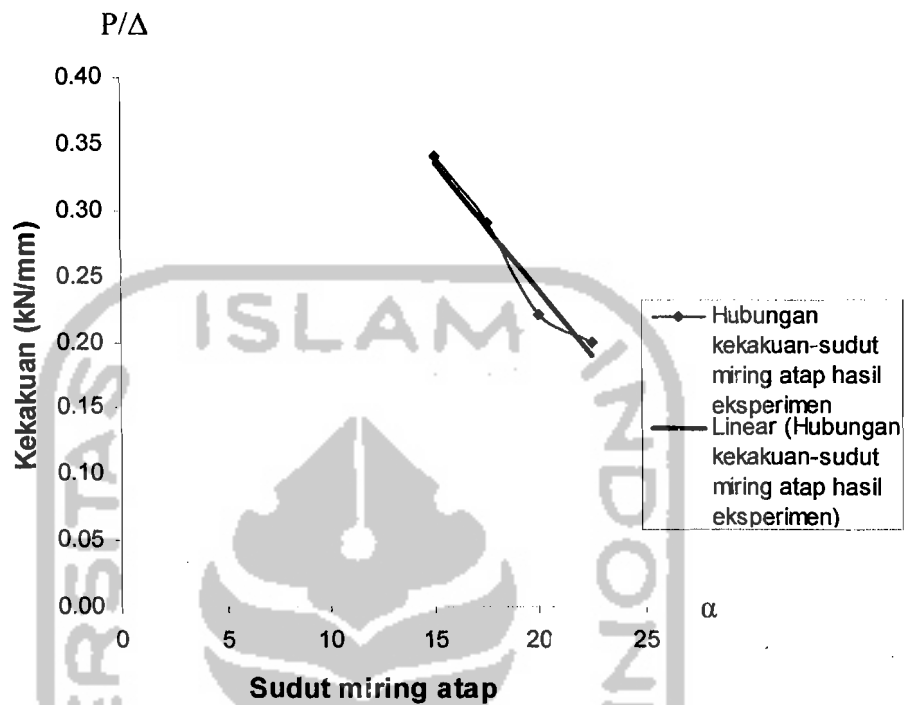 P/Δ
0.40
0.35
0.30
0.25
0.20
0.15
0.10
0.05
0.00
Kekakuan (kN/mm)
0
5
10
15
20
25
α
Sudut miring atap
Hubungan
kekakuan-sudut
miring atap hasil
eksperimen
Linear (Hubungan
kekakuan-sudut
miring atap hasil
eksperimen)
ISLAM
INDON
ERSITAS